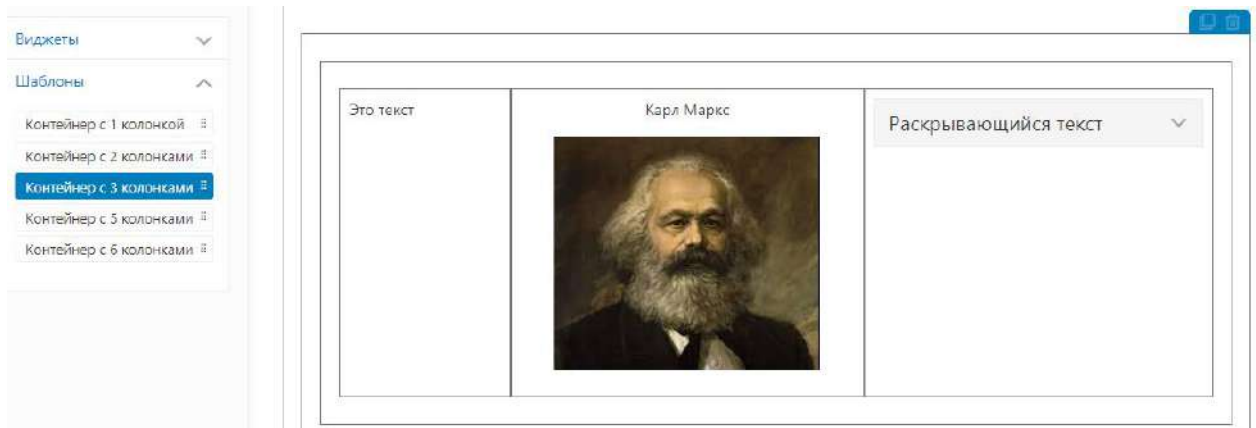 Виджеты
Шаблоны
Контейнер с 1 колонкой
Контейнер с 2 колонками
Контейнер с 3 колонками
Контейнер с 5 колонками
Контейнер с 6 колонками
Это текст
Карл Маркс
Раскрывающийся текст